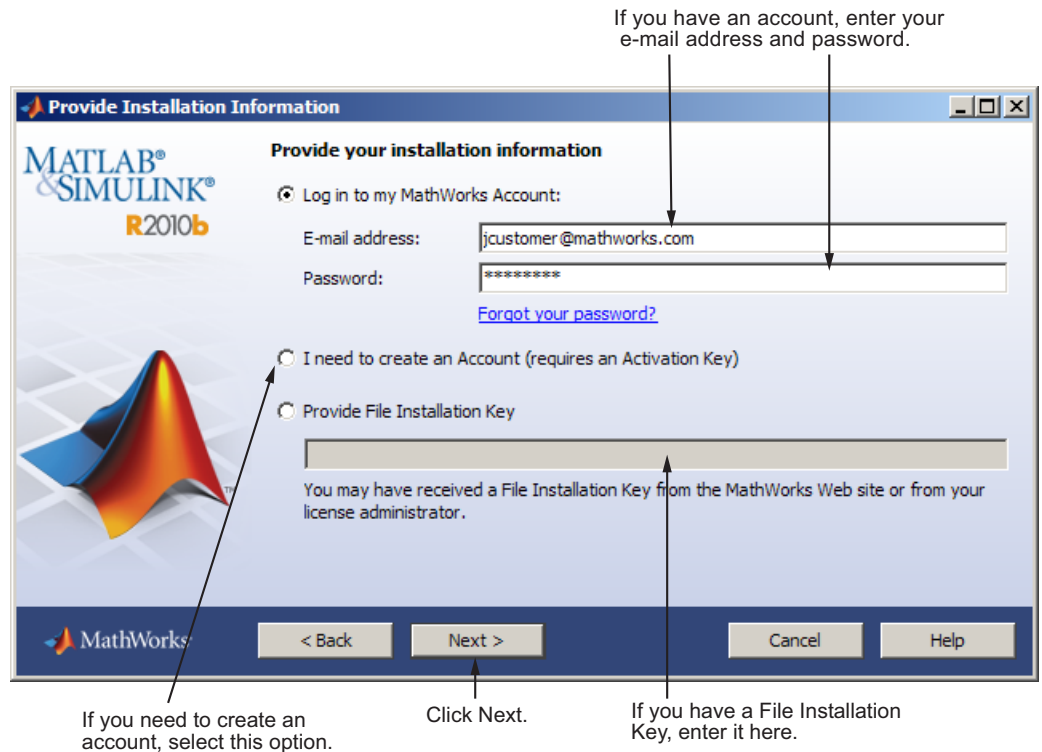 If you have an account, enter your
e-mail address and password.
Provide Installation Information
MATLAB®
&SIMULINK®
R2010b
Provide your installation information
Log in to my MathWorks Account:
E-mail address:
jcustomer@mathworks.com
Password:
********
Forgot your password?
I need to create an Account (requires an Activation Key)
Provide File Installation Key
You may have received a File Installation Key from the MathWorks Web site or from your
license administrator.
TM
MathWorks
< Back
Next >
Cancel
Help
If you need to create an
account, select this option.
Click Next.
If you have a File Installation
Key, enter it here.